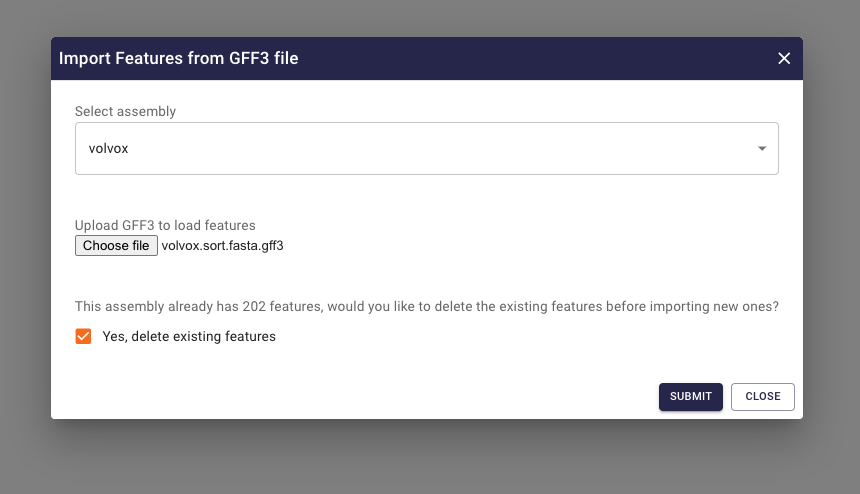 Import Features from GFF3 file
Select assembly
volvox
Upload GFF3 to load features
Choose file volvox.sort.fasta.gff3
This assembly already has 202 features, would you like to delete the existing features before importing new ones?
Yes, delete existing features
SUBMIT CLOSE